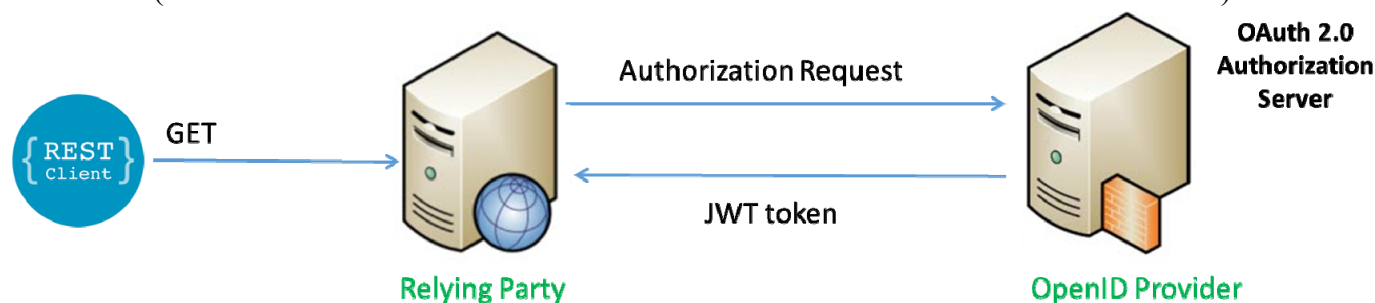 OAuth 2.0
Authorization
Server
Authorization Request
GET
{REST
Client}
JWT token
Relying Party
OpenID Provider